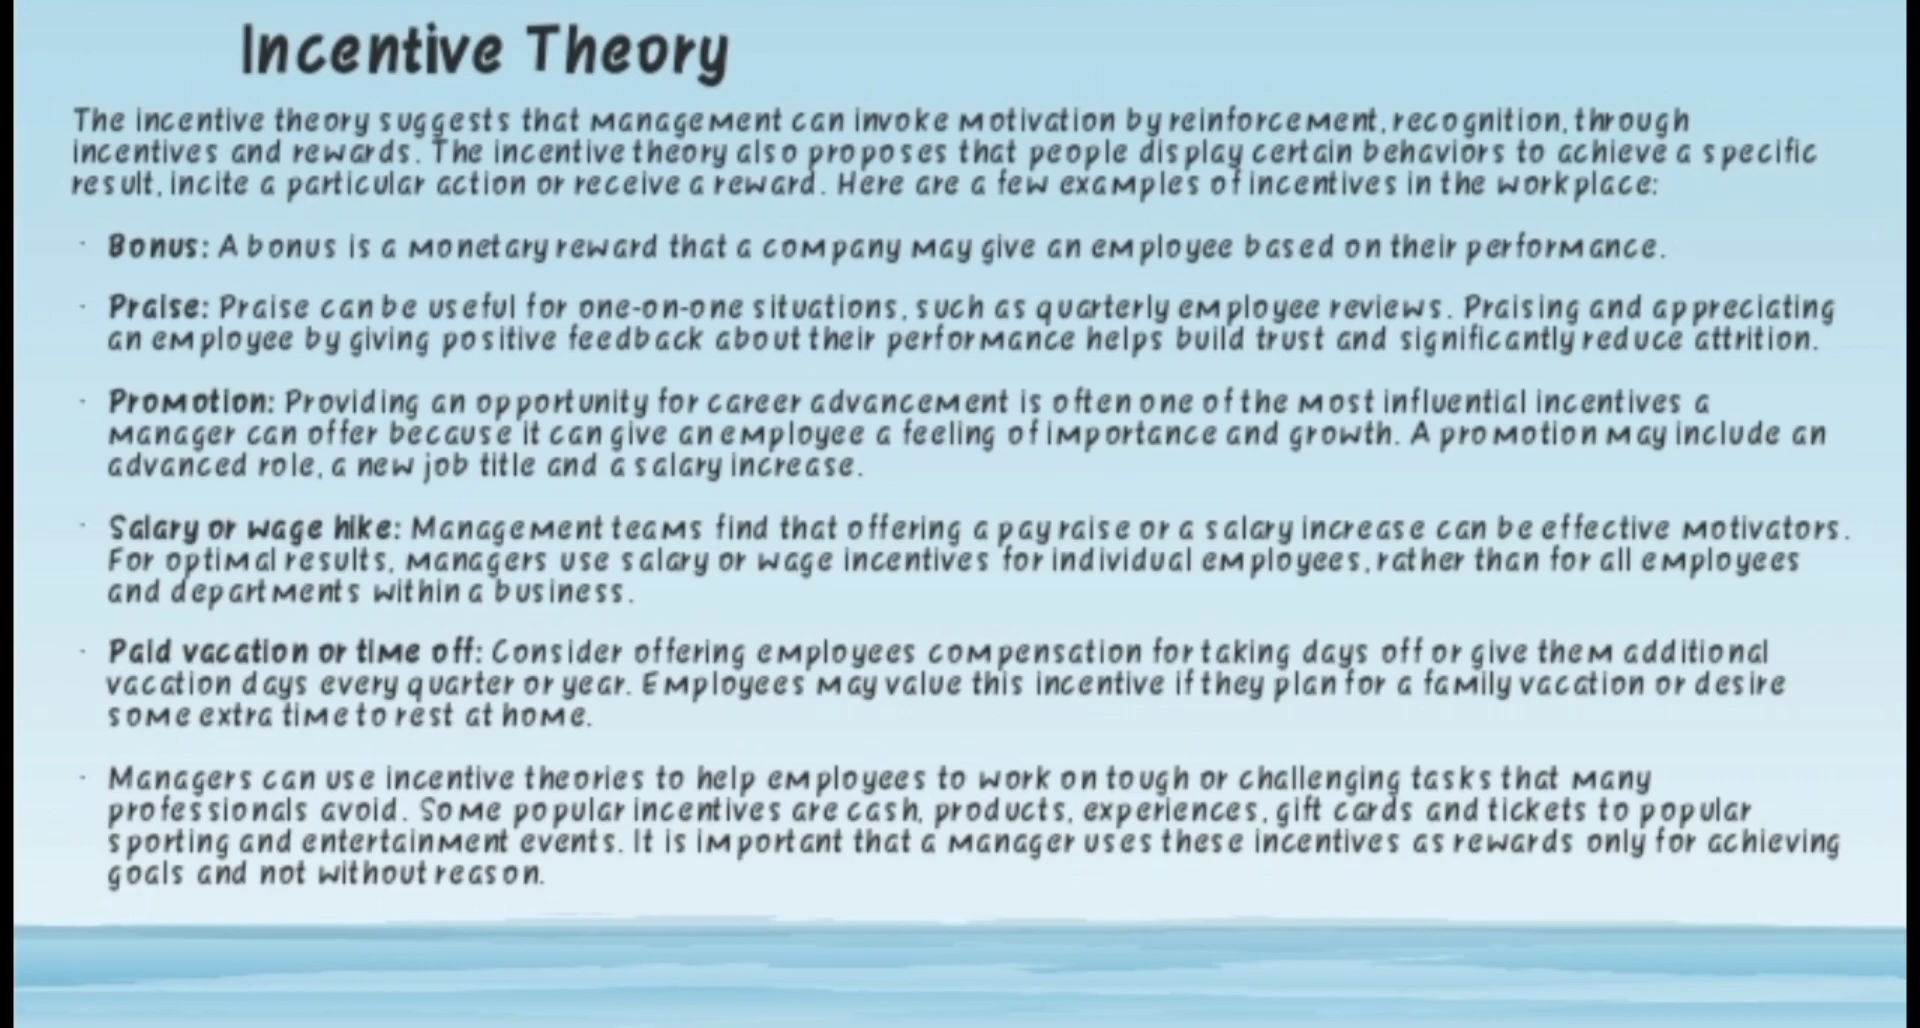 Incentive Theory
The incentive theory suggests that management can invoke motivation by reinforcement, recognition, through
incentives and rewards. The incentive theory also proposes that people display certain behaviors to achieve a specific
result, incite a particular action or receive a reward. Here are a few examples of incentives in the workplace:
· Bonus: A bonus is a monetary reward that a company may give an employee based on their performance.
· Praise: Praise can be useful for one-on-one situations, such as quarterly employee reviews. Praising and appreciating
an employee by giving positive feedback about their performance helps build trust and significantly reduce attrition.
· Promotion: Providing an opportunity for career advancement is often one of the most influential incentives a
manager can offer because it can give an employee a feeling of importance and growth. A promotion may include an
advanced role, a new job title and a salary increase.
· Salary or wage hike: Management teams find that offering a pay raise or a salary increase can be effective motivators.
For optimal results, managers use salary or wage incentives for individual employees, rather than for all employees
and departments within a business.
· Paid vacation or time off: Consider offering employees compensation for taking days off or give them additional
vacation days every quarter or year. Employees may value this incentive if they plan for a family vacation or desire
some extra time to rest at home.
· Managers can use incentive theories to help employees to work on tough or challenging tasks that many
professionals avoid. Some popular incentives are cash, products, experiences, gift cards and tickets to popular
sporting and entertainment events. It is important that a manager uses these incentives as rewards only for achieving
goals and not without reason.